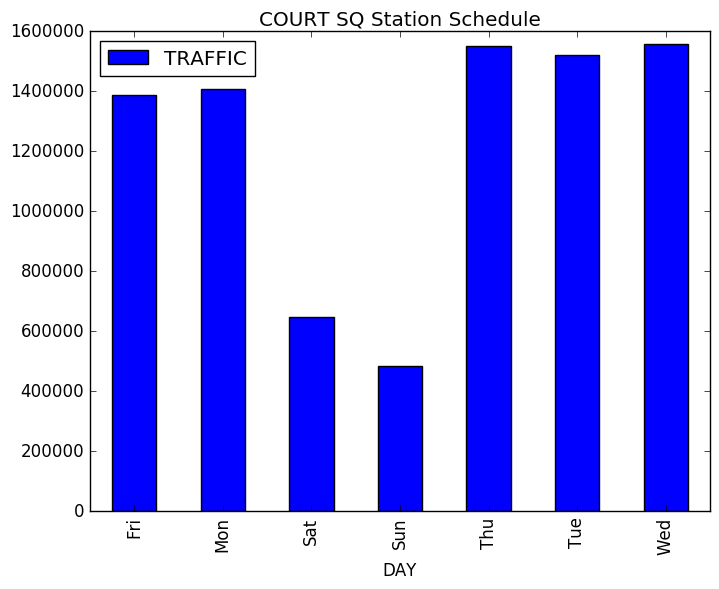 COURT SQ Station Schedule
TRAFFIC
1600000
1400000
1200000
1000000
800000
600000
400000
200000
0
Fri
Mon
Sat
Sun
Thu
Tue
Wed
DAY